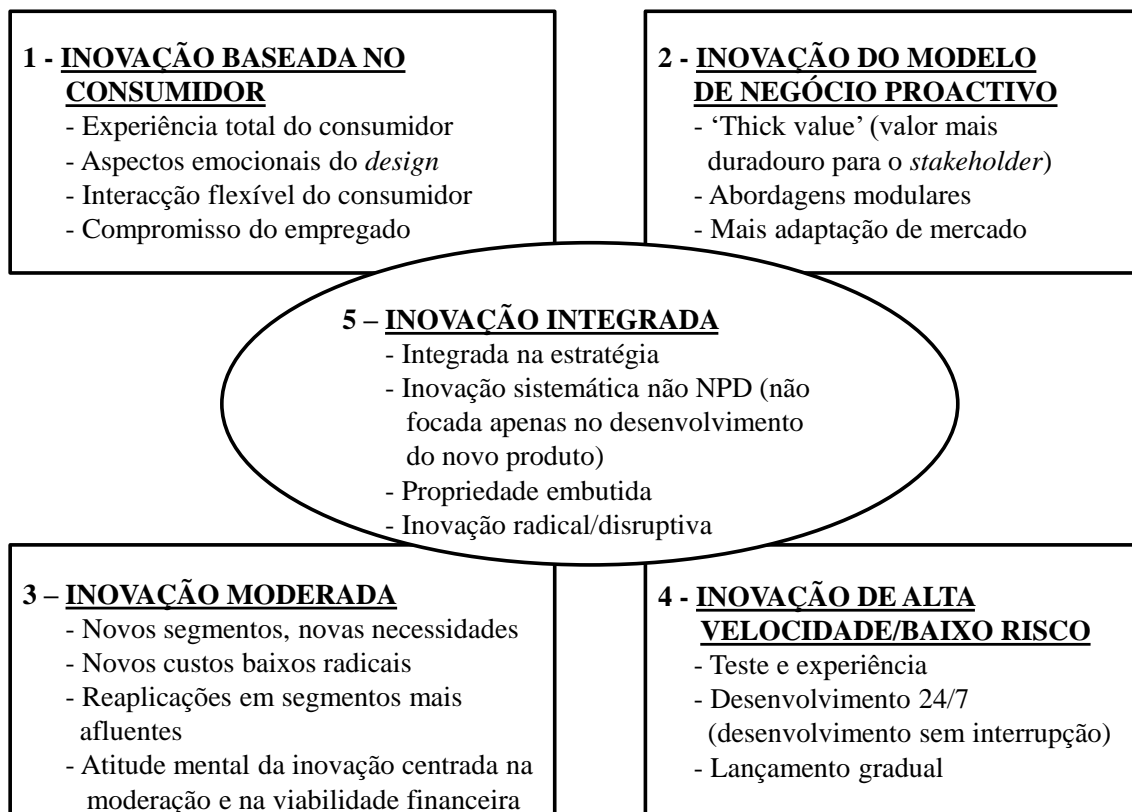 1 - INOVAÇÃO BASEADA NO
CONSUMIDOR
- Experiência total do consumidor
- Aspectos emocionais do design
- Interacção flexível do consumidor
- Compromisso do empregado
2 - INOVAÇÃO DO MODELO
DE NEGÓCIO PROACTIVO
- ‘Thick value’ (valor mais
duradouro para o stakeholder)
- Abordagens modulares
- Mais adaptação de mercado
5 – INOVAÇÃO INTEGRADA
- Integrada na estratégia
- Inovação sistemática não NPD (não
focada apenas no desenvolvimento
do novo produto)
- Propriedade embutida
- Inovação radical/disruptiva
3 – INOVAÇÃO MODERADA
- Novos segmentos, novas necessidades
- Novos custos baixos radicais
- Reaplicações em segmentos mais
afluentes
- Atitude mental da inovação centrada na
moderação e na viabilidade financeira
4 - INOVAÇÃO DE ALTA
VELOCIDADE/BAIXO RISCO
- Teste e experiência
- Desenvolvimento 24/7
(desenvolvimento sem interrupção)
- Lançamento gradual